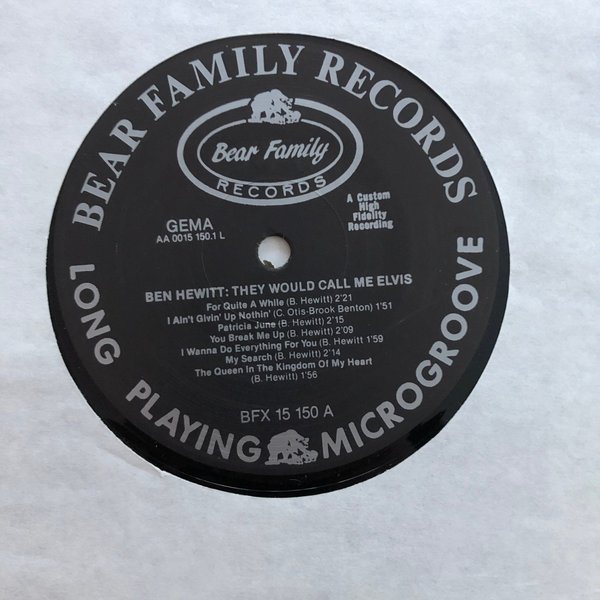 BEAR FAMILY RECORDS
Bear Family
RECORDS
GEMA
AA 0015 150.1 L
A Custom
High
Fidelity
Recording
BEN HEWITT: THEY WOULD CALL ME ELVIS
For Quite A While (B. Hewitt) 2'21
I Ain't Givin' Up Nothin' (C. Otis-Brook Benton) 1'51
Patricia June (B. Hewitt) 2'15
You Break Me Up (B. Hewitt) 2'09
I Wanna Do Everything For You (B. Hewitt 1'59
My Search (B. Hewitt) 2'14
The Queen In The Kingdom Of My Heart
(B. Hewitt) 1'56
BFX 15 150 A
LONG PLAYING MICROGROOVE